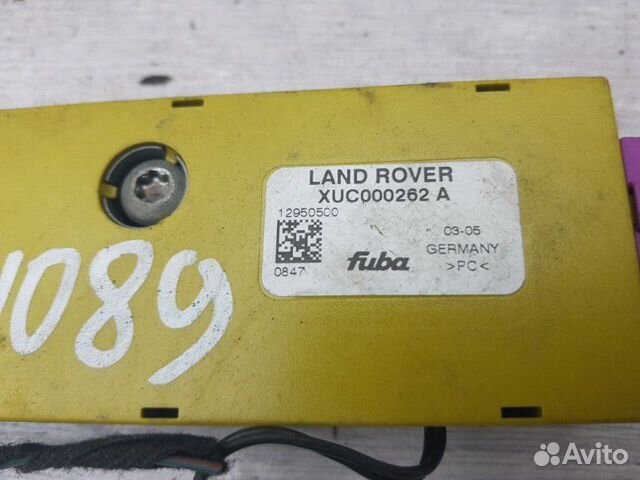 LAND ROVER
XUC000262 A
12950500
03-05
fuba
GERMANY
0847
>PC<
1089
Avito